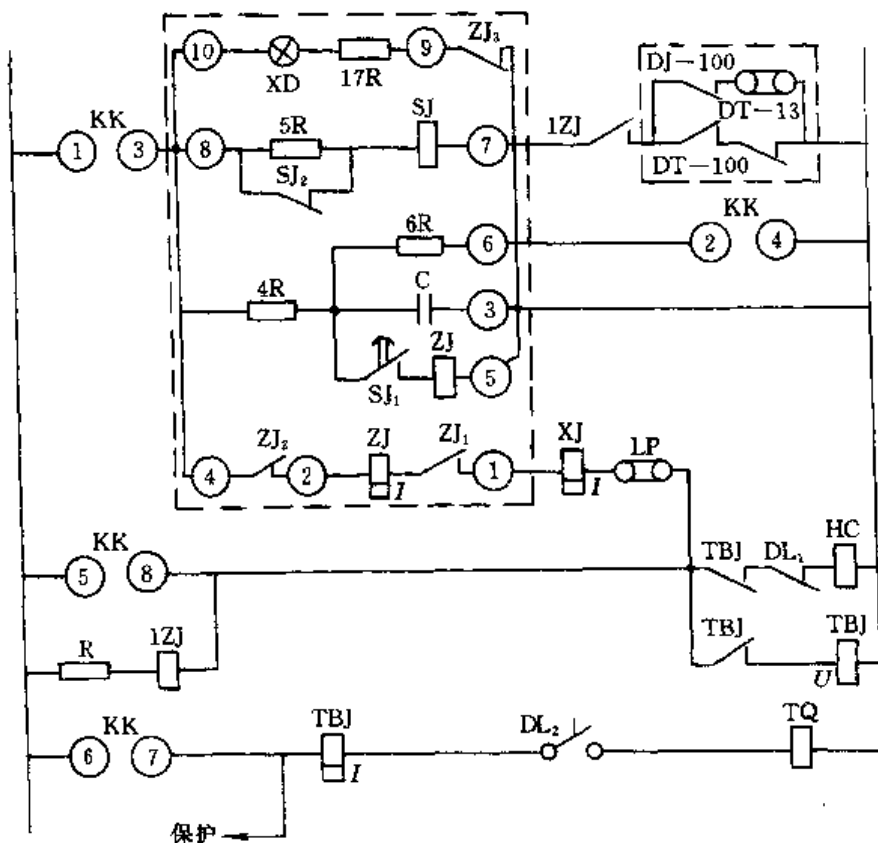 ⑩ XD 17R ⑨ ZJ₃
DJ-100
DT-13
DT-100
KK ① ③
⑧ 5R SJ₂ SJ ⑦ 1ZJ
6R ⑥ KK ② ④
4R C ③
SJ₁ ZJ ⑤
④ ZJ₂ ② ZJ I ZJ₁ ① XJ I LP
KK ⑤ ⑧ TBJ DL₁ HC
R 1ZJ TBJ TBJ U
KK ⑥ ⑦ TBJ I DL₂ TQ
保护